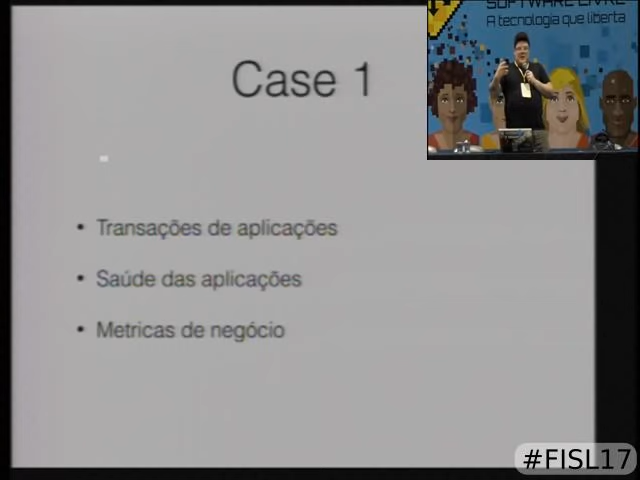 SOFTWARE LIVRE
A tecnologia que liberta
Case 1
• Transações de aplicações
• Saúde das aplicações
• Metricas de negócio
#FISL17